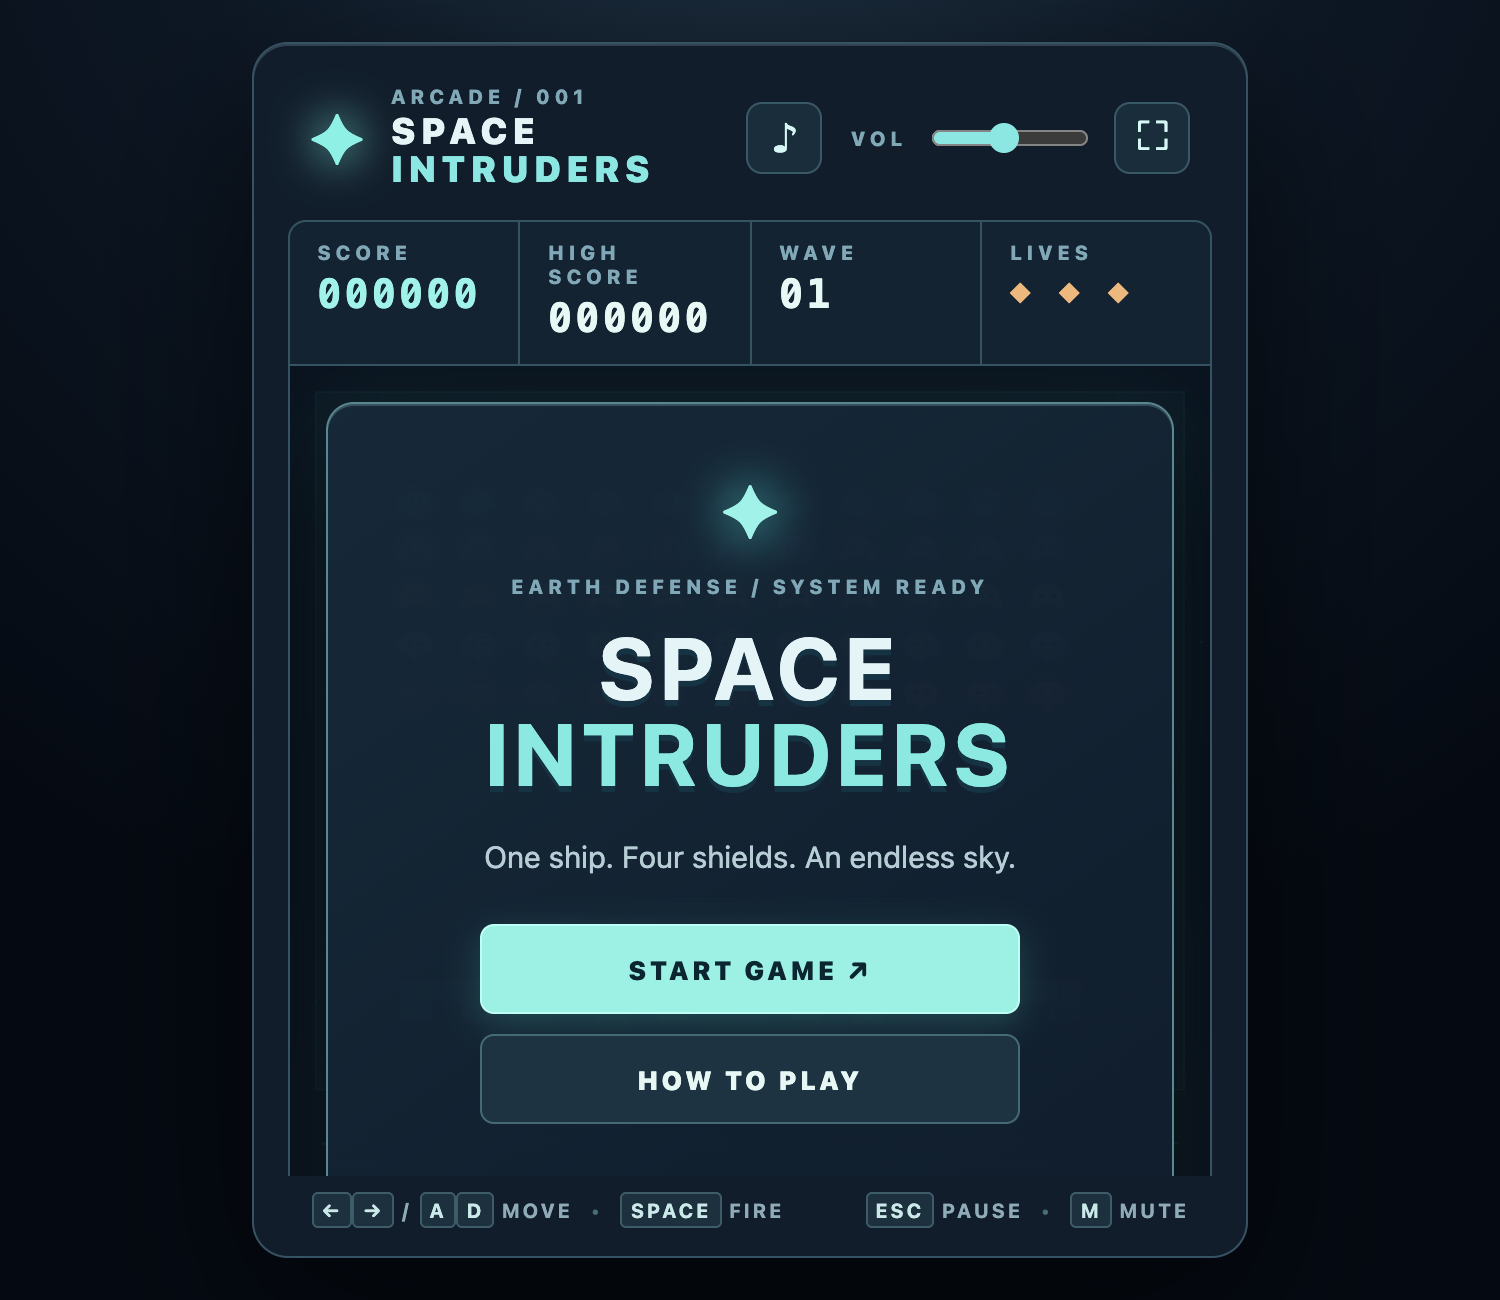 ARCADE / 001
SPACE
INTRUDERS
VOL
SCORE
000000
HIGH
SCORE
000000
WAVE
01
LIVES
EARTH DEFENSE / SYSTEM READY
SPACE
INTRUDERS
One ship. Four shields. An endless sky.
START GAME ↗
HOW TO PLAY
← → / A D MOVE • SPACE FIRE ESC PAUSE • M MUTE